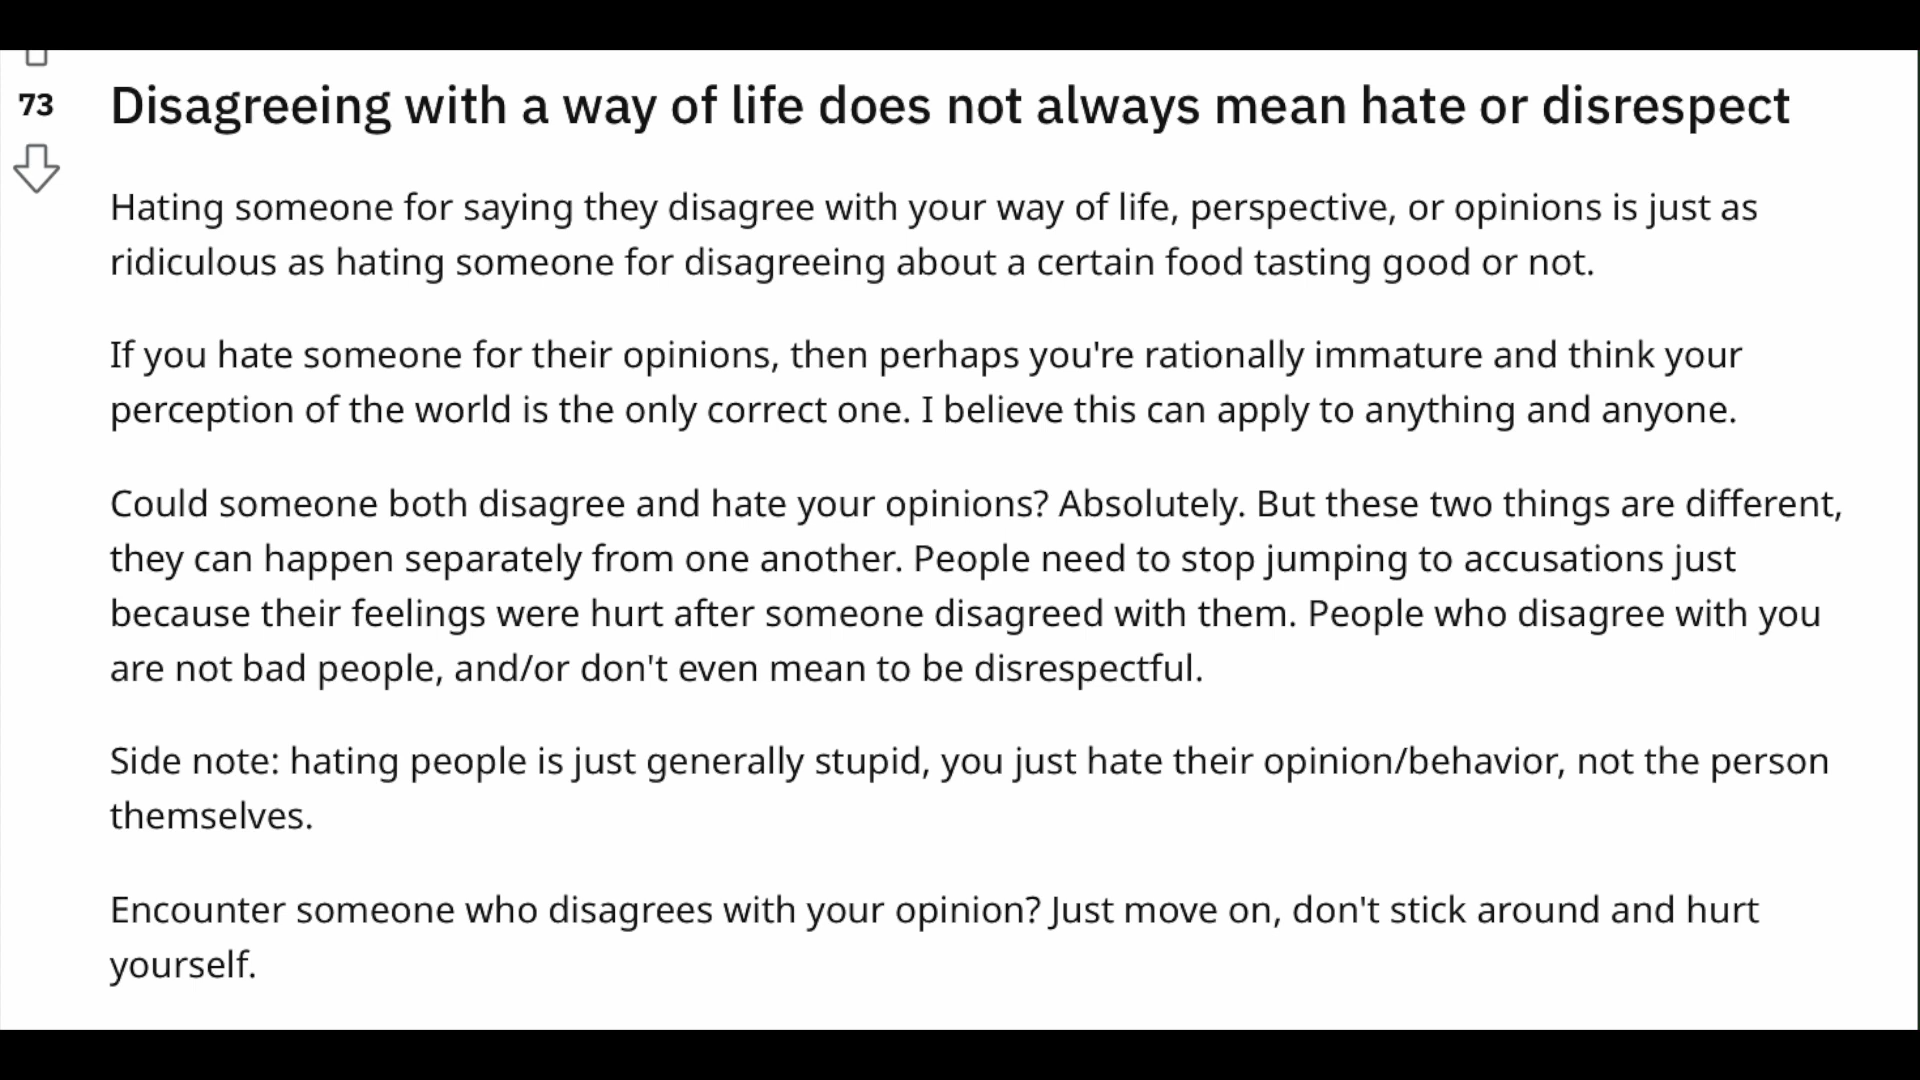 73
Disagreeing with a way of life does not always mean hate or disrespect
Hating someone for saying they disagree with your way of life, perspective, or opinions is just as
ridiculous as hating someone for disagreeing about a certain food tasting good or not.
If you hate someone for their opinions, then perhaps you're rationally immature and think your
perception of the world is the only correct one. I believe this can apply to anything and anyone.
Could someone both disagree and hate your opinions? Absolutely. But these two things are different,
they can happen separately from one another. People need to stop jumping to accusations just
because their feelings were hurt after someone disagreed with them. People who disagree with you
are not bad people, and/or don't even mean to be disrespectful.
Side note: hating people is just generally stupid, you just hate their opinion/behavior, not the person
themselves.
Encounter someone who disagrees with your opinion? Just move on, don't stick around and hurt
yourself.